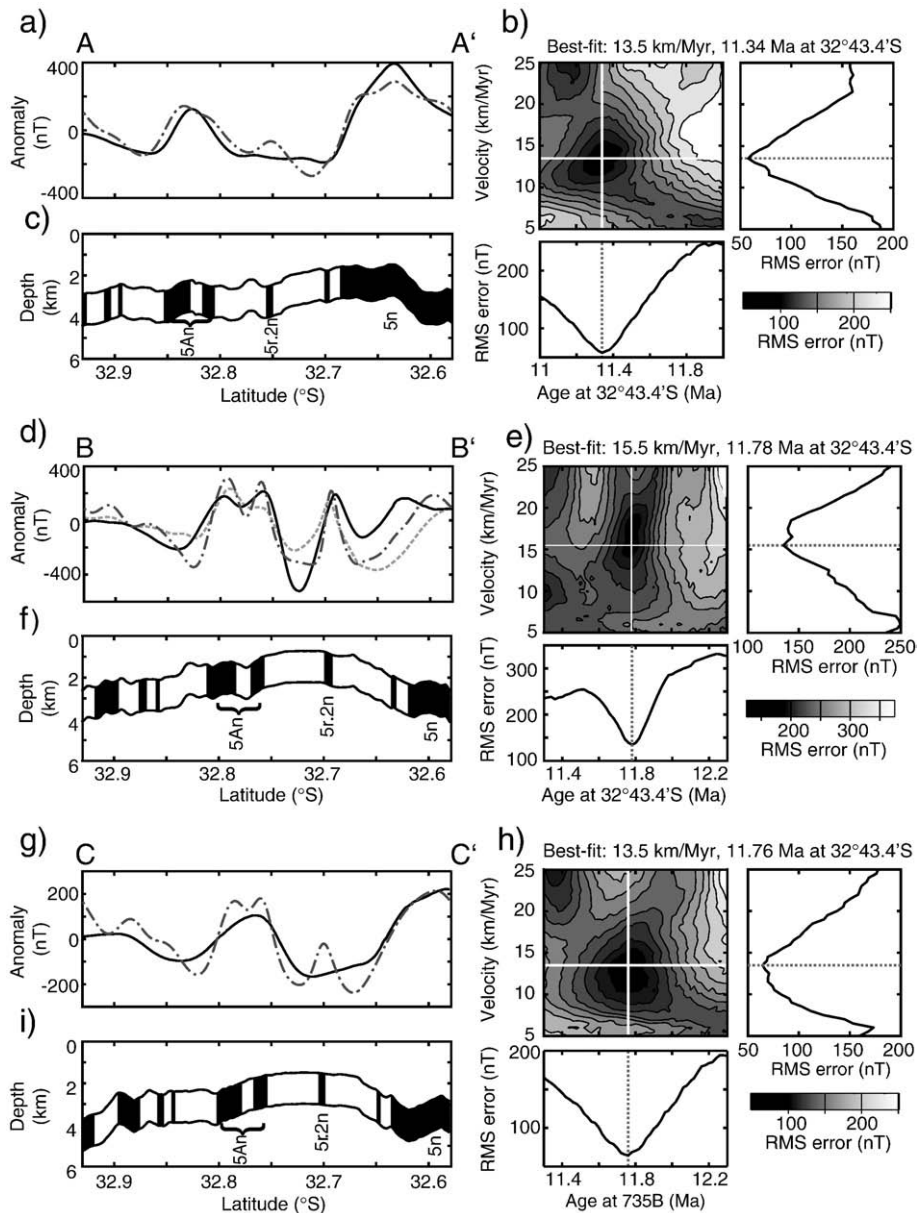 a)
A
A'
400
0
-400
Anomaly
(nT)
c)
0
2
4
6
Depth
(km)
5An
5r.2n
5n
32.9
32.8
32.7
32.6
Latitude (°S)
b)
Best-fit: 13.5 km/Myr, 11.34 Ma at 32°43.4'S
25
20
15
10
5
Velocity (km/Myr)
50
100
150
200
RMS error (nT)
200
100
RMS error (nT)
11
11.4
11.8
11
Age at 32°43.4'S (Ma)
100
200
RMS error (nT)
d)
B
B'
400
0
-400
Anomaly
(nT)
f)
0
2
4
6
Depth
(km)
5An
5r.2n
5n
32.9
32.8
32.7
32.6
Latitude (°S)
e)
Best-fit: 15.5 km/Myr, 11.78 Ma at 32°43.4'S
25
20
15
10
5
Velocity (km/Myr)
100
150
200
250
RMS error (nT)
300
200
100
RMS error (nT)
11.4
11.8
12.2
Age at 32°43.4'S (Ma)
200
300
RMS error (nT)
g)
C
C'
200
0
-200
Anomaly
(nT)
i)
0
2
4
6
Depth
(km)
5An
5r.2n
5n
32.9
32.8
32.7
32.6
Latitude (°S)
h)
Best-fit: 13.5 km/Myr, 11.76 Ma at 32°43.4'S
25
20
15
10
5
Velocity (km/Myr)
50
100
150
200
RMS error (nT)
200
100
RMS error (nT)
11.4
11.8
12.2
Age at 735B (Ma)
100
200
RMS error (nT)